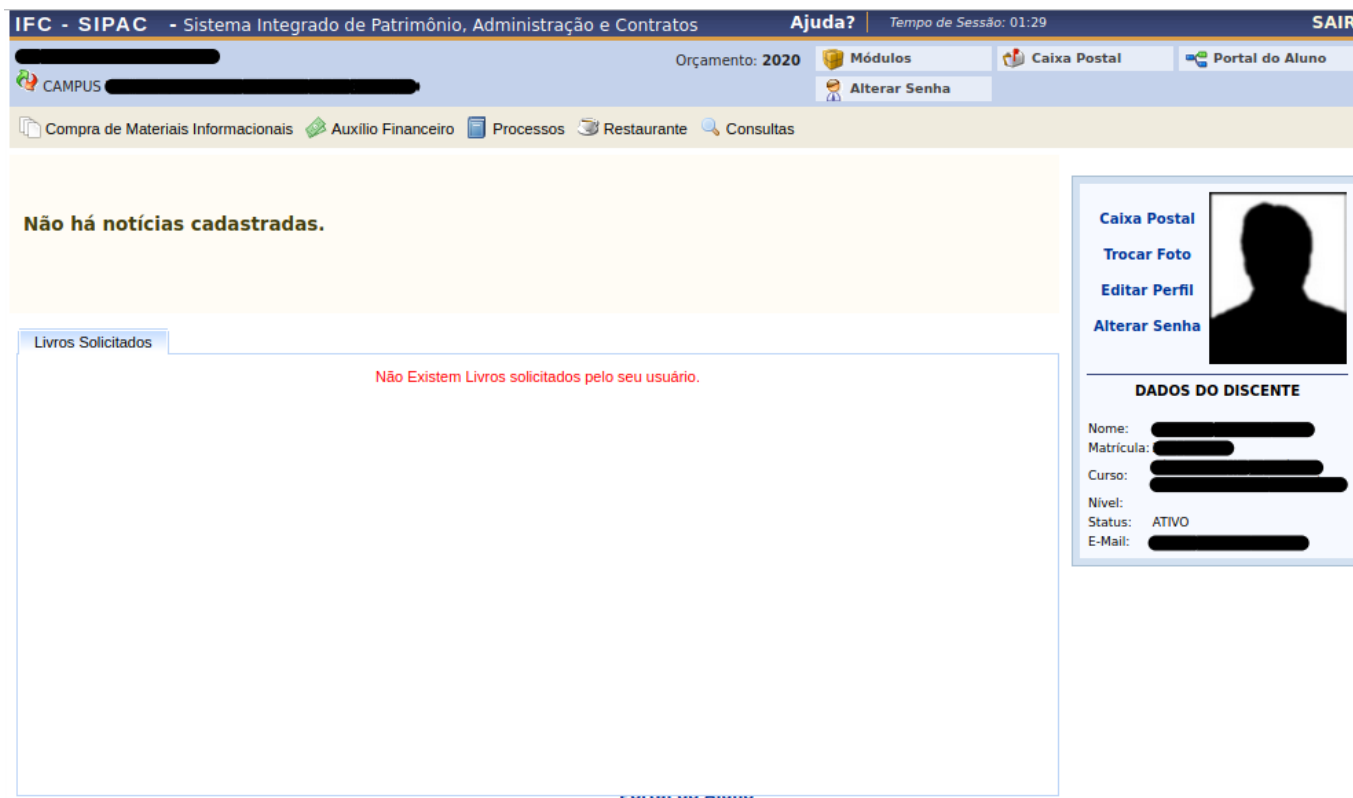 IFC - SIPAC - Sistema Integrado de Patrimônio, Administração e Contratos Ajuda? Tempo de Sessão: 01:29 SAIR
Orçamento: 2020 Módulos Caixa Postal Portal do Aluno
CAMPUS Alterar Senha
Compra de Materiais Informacionais Auxílio Financeiro Processos Restaurante Consultas
Não há notícias cadastradas.
Livros Solicitados
Não Existem Livros solicitados pelo seu usuário.
Caixa Postal
Trocar Foto
Editar Perfil
Alterar Senha
DADOS DO DISCENTE
Nome:
Matrícula:
Curso:
Nível:
Status: ATIVO
E-Mail: